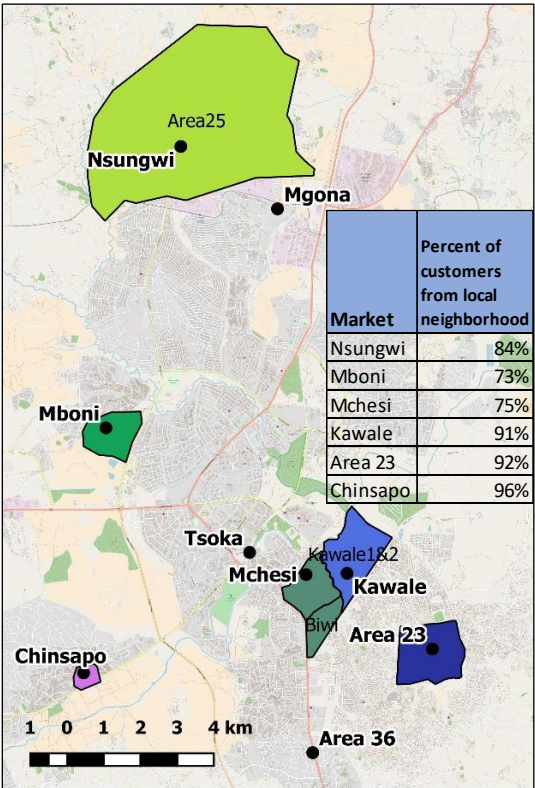 Area25
Nsungwi
Mgona
Market	Percent of customers from local neighborhood
Nsungwi	84%
Mboni	73%
Mchesi	75%
Kawale	91%
Area 23	92%
Chinsapo	96%
Mboni
Tsoka
Kawale1&2
Mchesi
Kawale
Biwi
Area 23
Chinsapo
1 0 1 2 3 4 km
Area 36